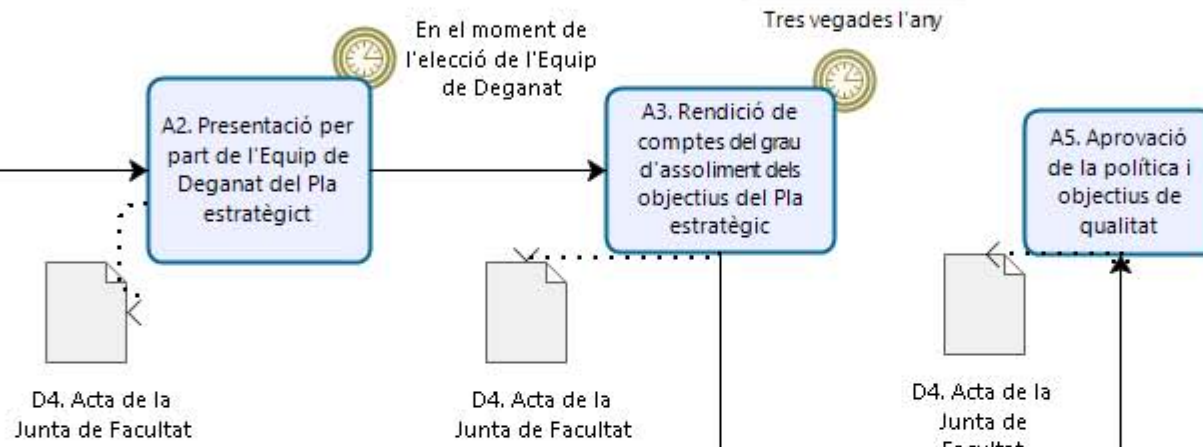 En el moment de
l'elecció de l'Equip
de Deganat
Tres vegades l'any
A2. Presentació per
part de l'Equip de
Deganat del Pla
estratègict
A3. Rendició de
comptes del grau
d'assoliment dels
objectius del Pla
estratègic
A5. Aprovació
de la política i
objectius de
qualitat
D4. Acta de la
Junta de Facultat
D4. Acta de la
Junta de Facultat
D4. Acta de la
Junta de
Facultat